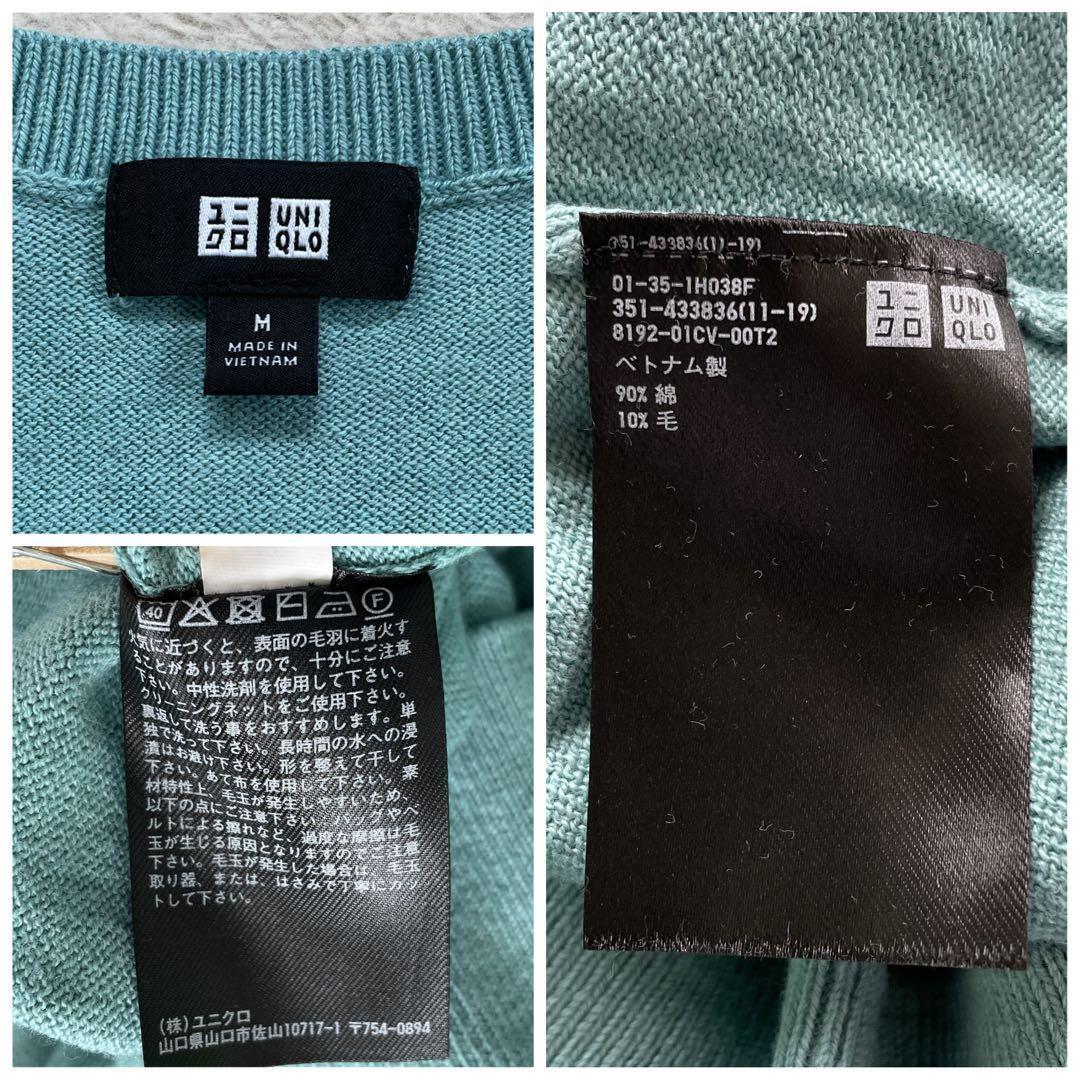 ユニ
クロ
UNI
QLO
M
MADE IN
VIETNAM
351-433836(11-19)
01-35-1H038F
351-433836(11-19)
8192-01CV-00T2
ベトナム製
90% 綿
10% 毛
ユニ
クロ
UNI
QLO
40
F
火気に近づくと、表面の毛羽に着火す
ることがありますので、十分にご注意
下さい。中性洗剤を使用して下さい。
クリーニングネットをご使用下さい。
裏返して洗う事をおすすめします。単
独で洗って下さい。長時間の水への浸
漬はお避け下さい。形を整えて干して
下さい。あて布を使用して下さい。素
材特性上、毛玉が発生しやすいため、
以下の点にご注意下さい。バッグやベ
ルトによる擦れなど、過度な摩擦は毛
玉が生じる原因となりますのでご注意
下さい。毛玉が発生した場合は、毛玉
取り器、または、はさみで丁寧にカッ
トして下さい。
(株)ユニクロ
山口県山口市佐山10717-1 〒754-0894